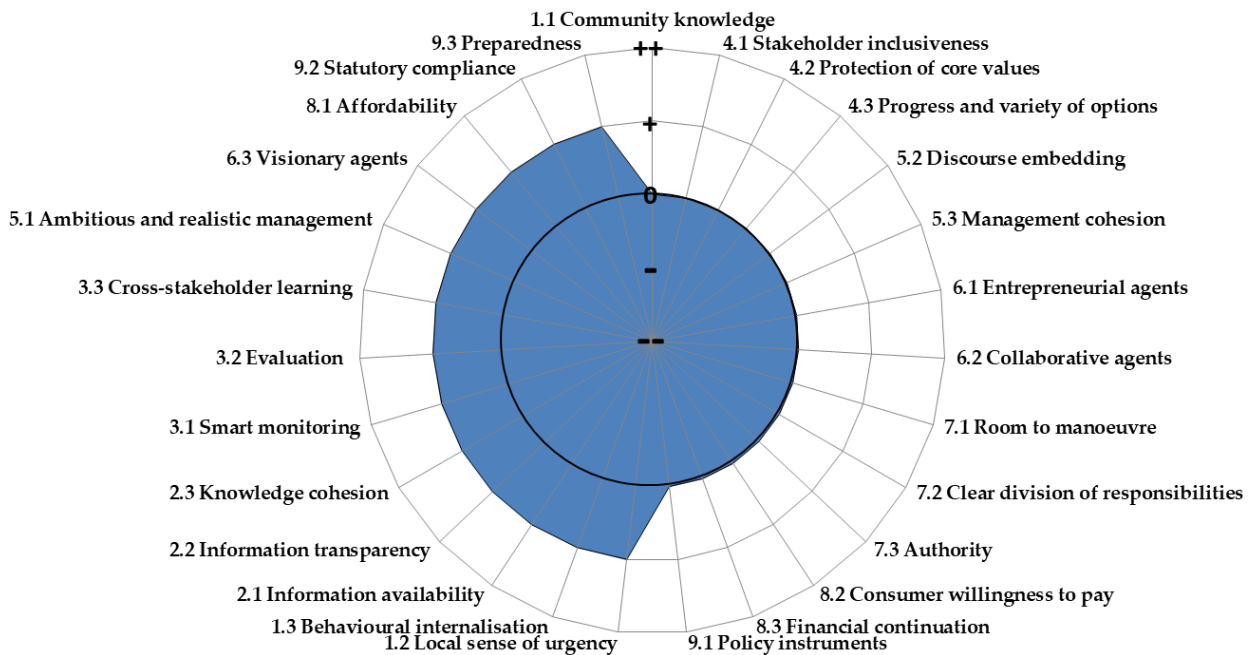 1.1 Community knowledge
4.1 Stakeholder inclusiveness
4.2 Protection of core values
4.3 Progress and variety of options
5.2 Discourse embedding
5.3 Management cohesion
6.1 Entrepreneurial agents
6.2 Collaborative agents
7.1 Room to manoeuvre
7.2 Clear division of responsibilities
7.3 Authority
8.2 Consumer willingness to pay
8.3 Financial continuation
9.1 Policy instruments
1.2 Local sense of urgency
1.3 Behavioural internalisation
2.1 Information availability
2.2 Information transparency
2.3 Knowledge cohesion
3.1 Smart monitoring
3.2 Evaluation
3.3 Cross-stakeholder learning
5.1 Ambitious and realistic management
6.3 Visionary agents
8.1 Affordability
9.2 Statutory compliance
9.3 Preparedness
++
+
0
-
--